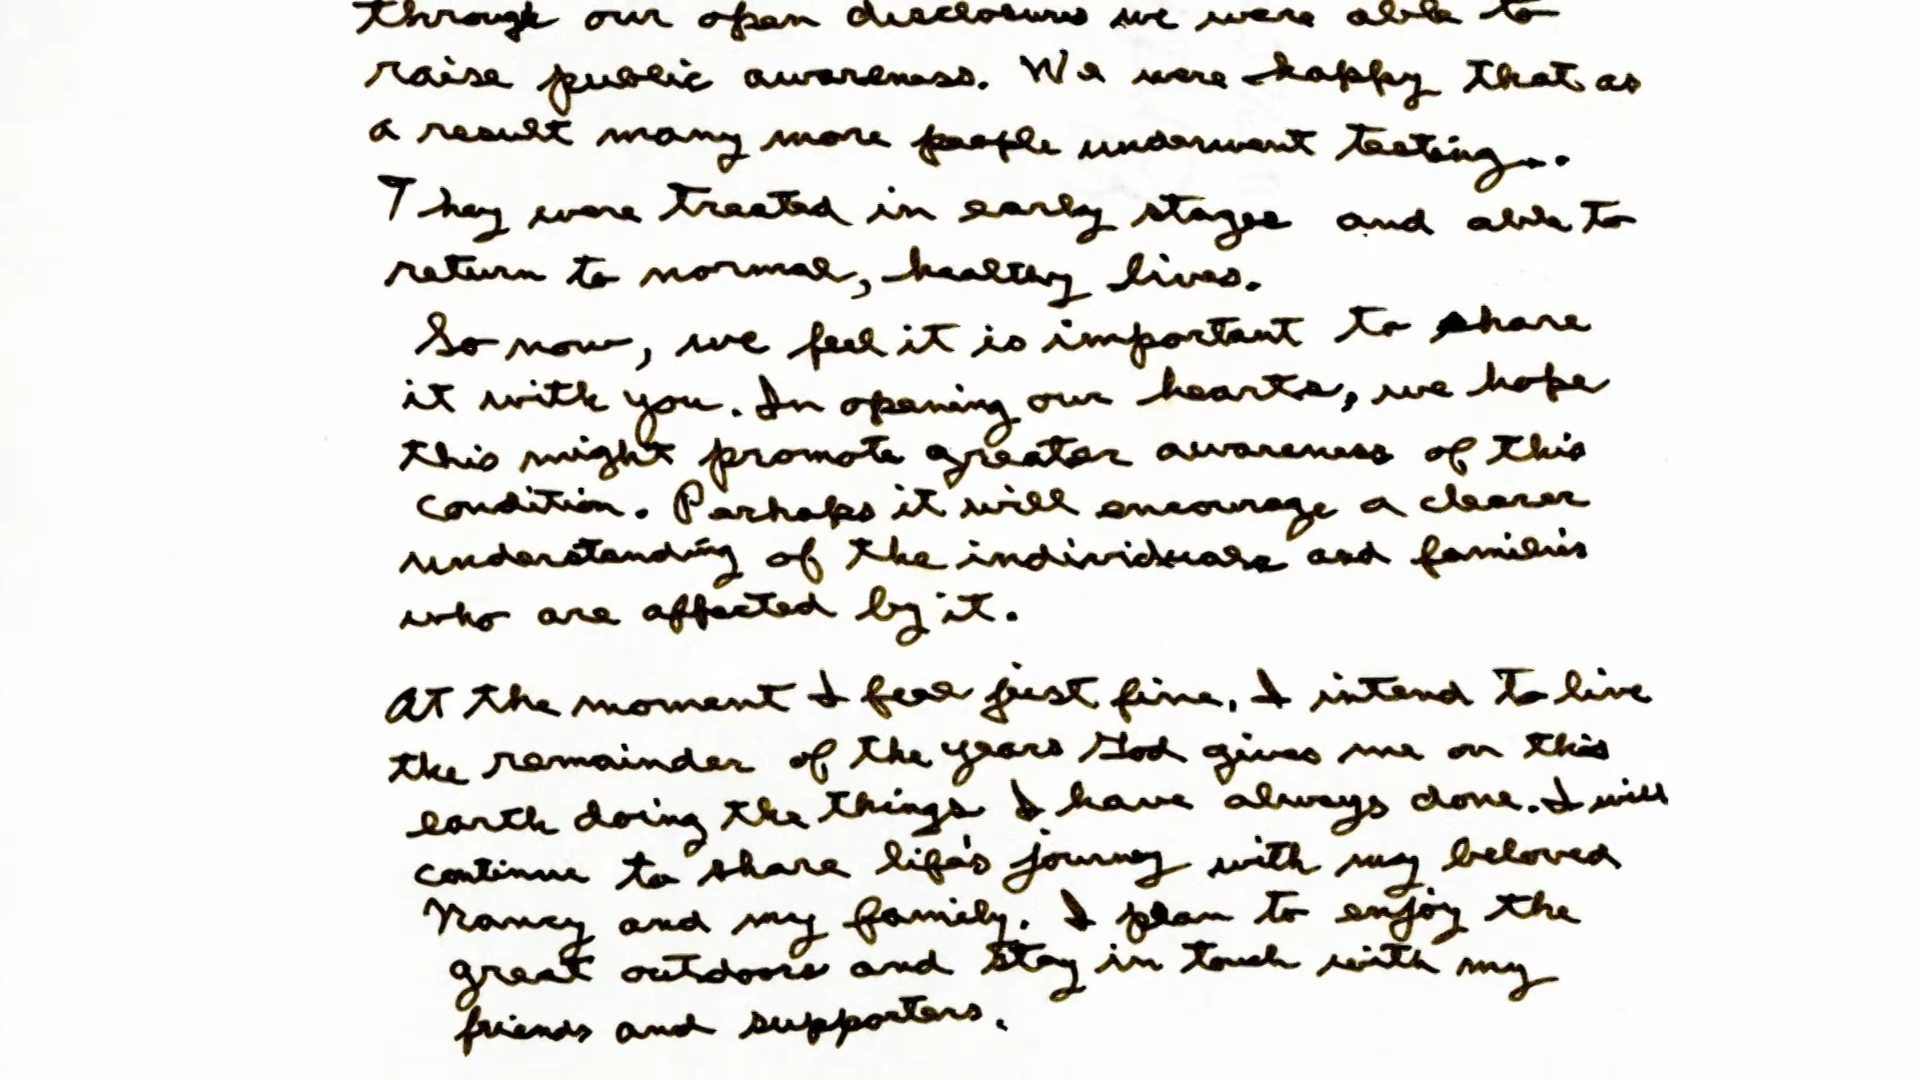 through our open disclosures we were able to
raise public awareness. We were happy that as
a result many more people underwent testing..
They were treated in early stages and able to
return to normal, healthy lives.
So now, we feel it is important to share
it with you. In opening our hearts, we hope
this might promote greater awareness of this
condition. Perhaps it will encourage a clearer
understanding of the individuals and families
who are affected by it.
At the moment I feel just fine. I intend to live
the remainder of the years God gives me on this
earth doing the things I have always done. I will
continue to share life's journey with my beloved
Nancy and my family. I plan to enjoy the
great outdoors and stay in touch with my
friends and supporters.